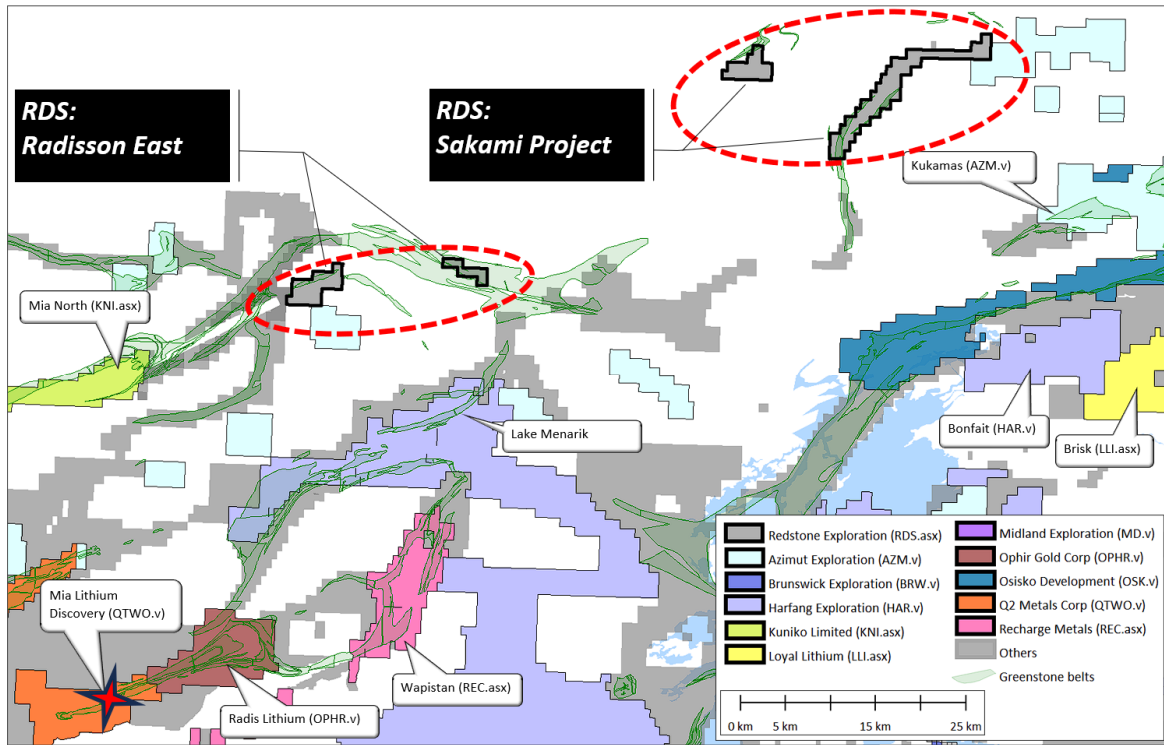 RDS:
Radisson East
RDS:
Sakami Project
Kukamas (AZM.v)
Mia North (KNI.asx)
Lake Menarik
Bonfait (HAR.v)
Brisk (LLI.asx)
Mia Lithium
Discovery (QTWO.v)
Wapistan (REC.asx)
Radis Lithium (OPHR.v)
Redstone Exploration (RDS.asx)
Azimut Exploration (AZM.v)
Brunswick Exploration (BRW.v)
Harfang Exploration (HAR.v)
Kuniko Limited (KNI.asx)
Loyal Lithium (LLI.asx)
Midland Exploration (MD.v)
Ophir Gold Corp (OPHR.v)
Osisko Development (OSK.v)
Q2 Metals Corp (QTWO.v)
Recharge Metals (REC.asx)
Others
Greenstone belts
0 km 5 km 15 km 25 km